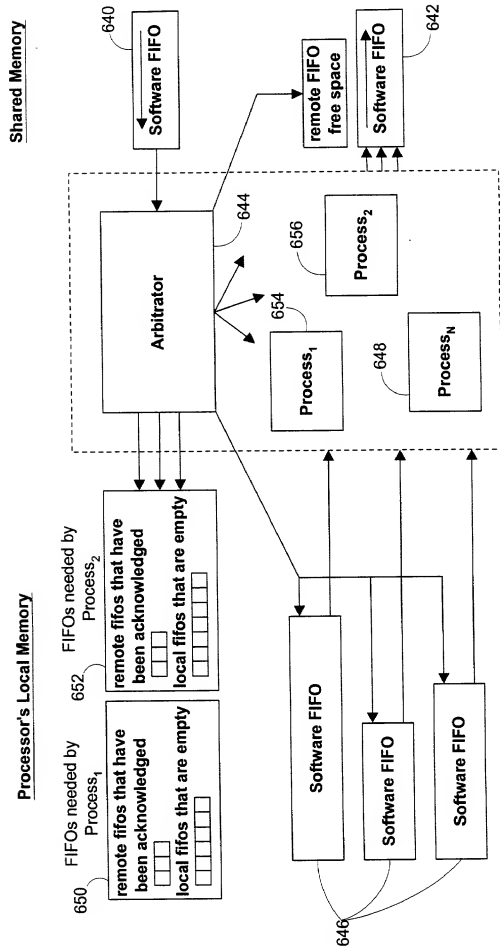 Processor's Local Memory
Shared Memory
FIFOs needed by
Process1
650
remote fifos that have
been acknowledged
local fifos that are empty
FIFOs needed by
Process2
652
remote fifos that have
been acknowledged
local fifos that are empty
Arbitrator
644
640
Software FIFO
remote FIFO
free space
642
Software FIFO
654
Process1
656
Process2
648
ProcessN
646
Software FIFO
Software FIFO
Software FIFO